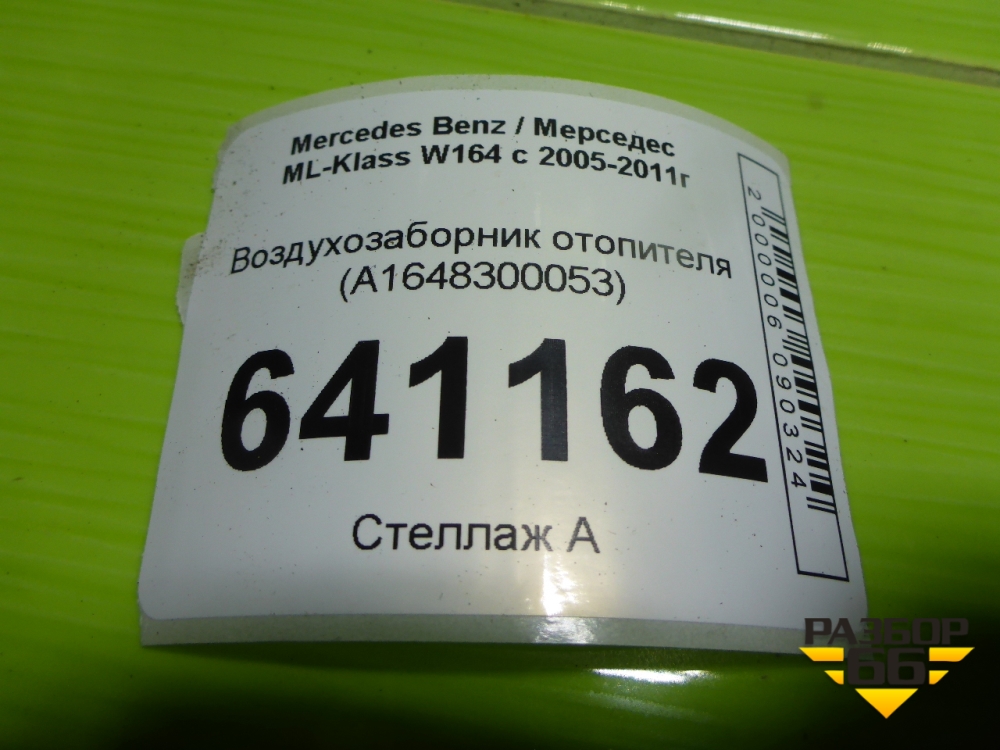 Mercedes Benz / Мерседес
ML-Klass W164 с 2005-2011г
Воздухозаборник отопителя
(A1648300053)
641162
Стеллаж А
2000006090324
РАЗБОР
66